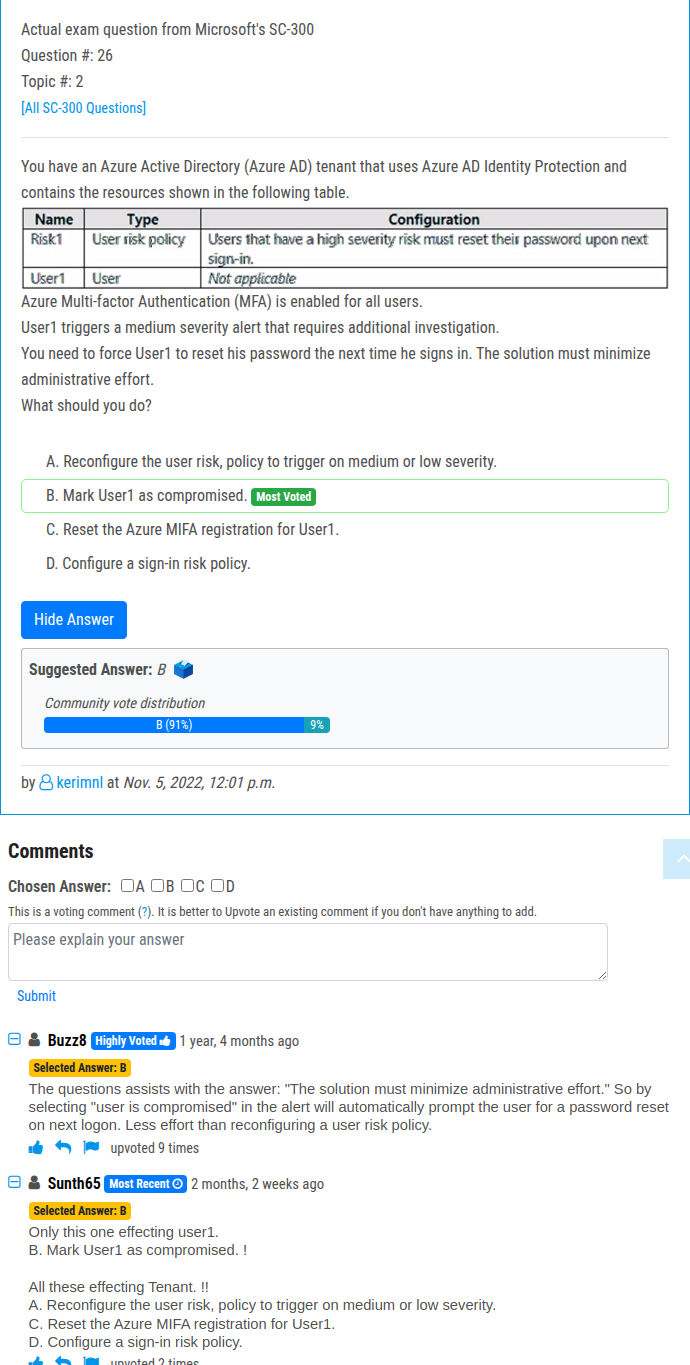 Actual exam question from Microsoft's SC-300
Question #: 26
Topic #: 2
[All SC-300 Questions]
You have an Azure Active Directory (Azure AD) tenant that uses Azure AD Identity Protection and
contains the resources shown in the following table.
Name Type Configuration
Risk1 User risk policy Users that have a high severity risk must reset their password upon next
sign-in.
User1 User Not applicable
Azure Multi-factor Authentication (MFA) is enabled for all users.
User1 triggers a medium severity alert that requires additional investigation.
You need to force User1 to reset his password the next time he signs in. The solution must minimize
administrative effort.
What should you do?
A. Reconfigure the user risk, policy to trigger on medium or low severity.
B. Mark User1 as compromised. Most Voted
C. Reset the Azure MIFA registration for User1.
D. Configure a sign-in risk policy.
Hide Answer
Suggested Answer: B
Community vote distribution
B (91%) 9%
by kerimnl at Nov. 5, 2022, 12:01 p.m.
Comments
Chosen Answer: A B C D
This is a voting comment (?). It is better to Upvote an existing comment if you don't have anything to add.
Please explain your answer
Submit
Buzz8 Highly Voted 1 year, 4 months ago
Selected Answer: B
The questions assists with the answer: "The solution must minimize administrative effort." So by
selecting "user is compromised" in the alert will automatically prompt the user for a password reset
on next logon. Less effort than reconfiguring a user risk policy.
upvoted 9 times
Sunth65 Most Recent 2 months, 2 weeks ago
Selected Answer: B
Only this one effecting user1.
B. Mark User1 as compromised. !
All these effecting Tenant. !!
A. Reconfigure the user risk, policy to trigger on medium or low severity.
C. Reset the Azure MIFA registration for User1.
D. Configure a sign-in risk policy.
upvoted 2 times